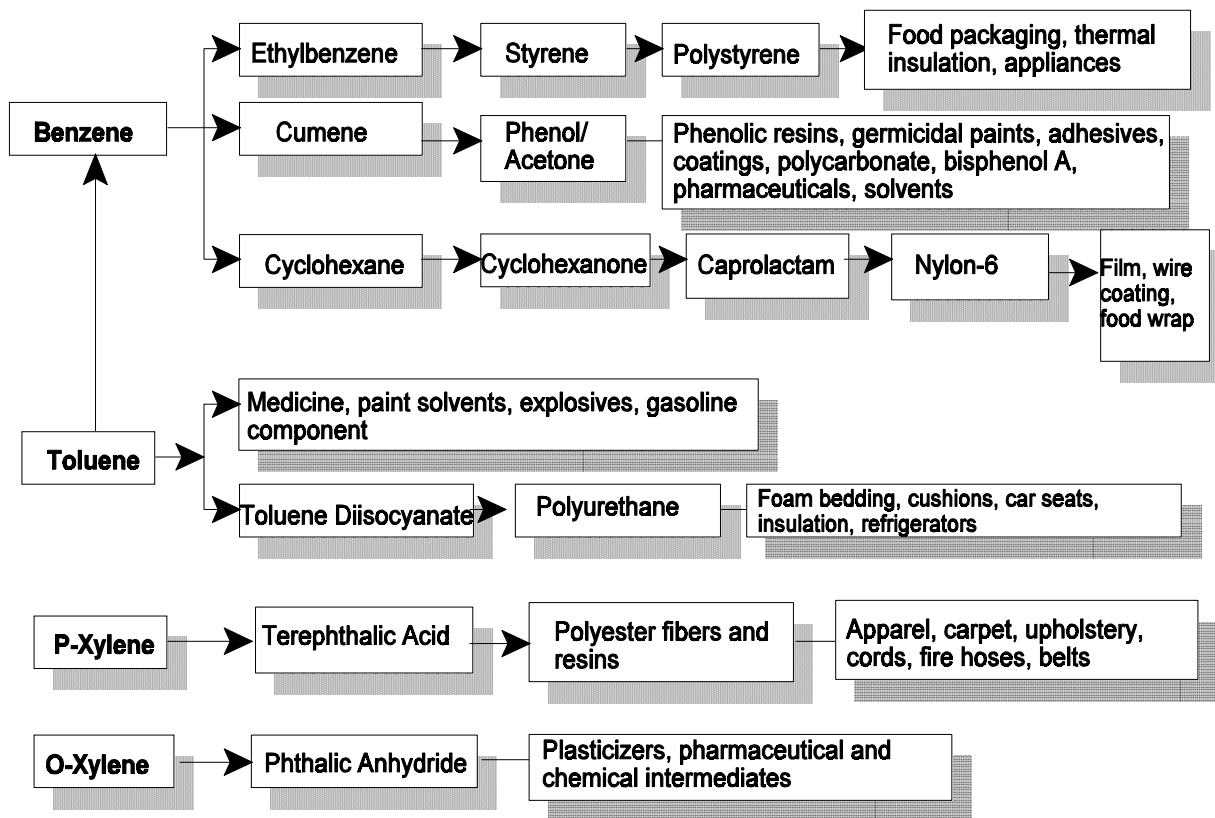 Benzene
Ethylbenzene
Styrene
Polystyrene
Food packaging, thermal
insulation, appliances
Cumene
Phenol/
Acetone
Phenolic resins, germicidal paints, adhesives,
coatings, polycarbonate, bisphenol A,
pharmaceuticals, solvents
Cyclohexane
Cyclohexanone
Caprolactam
Nylon-6
Film, wire
coating,
food wrap
Toluene
Medicine, paint solvents, explosives, gasoline
component
Toluene Diisocyanate
Polyurethane
Foam bedding, cushions, car seats,
insulation, refrigerators
P-Xylene
Terephthalic Acid
Polyester fibers and
resins
Apparel, carpet, upholstery,
cords, fire hoses, belts
O-Xylene
Phthalic Anhydride
Plasticizers, pharmaceutical and
chemical intermediates